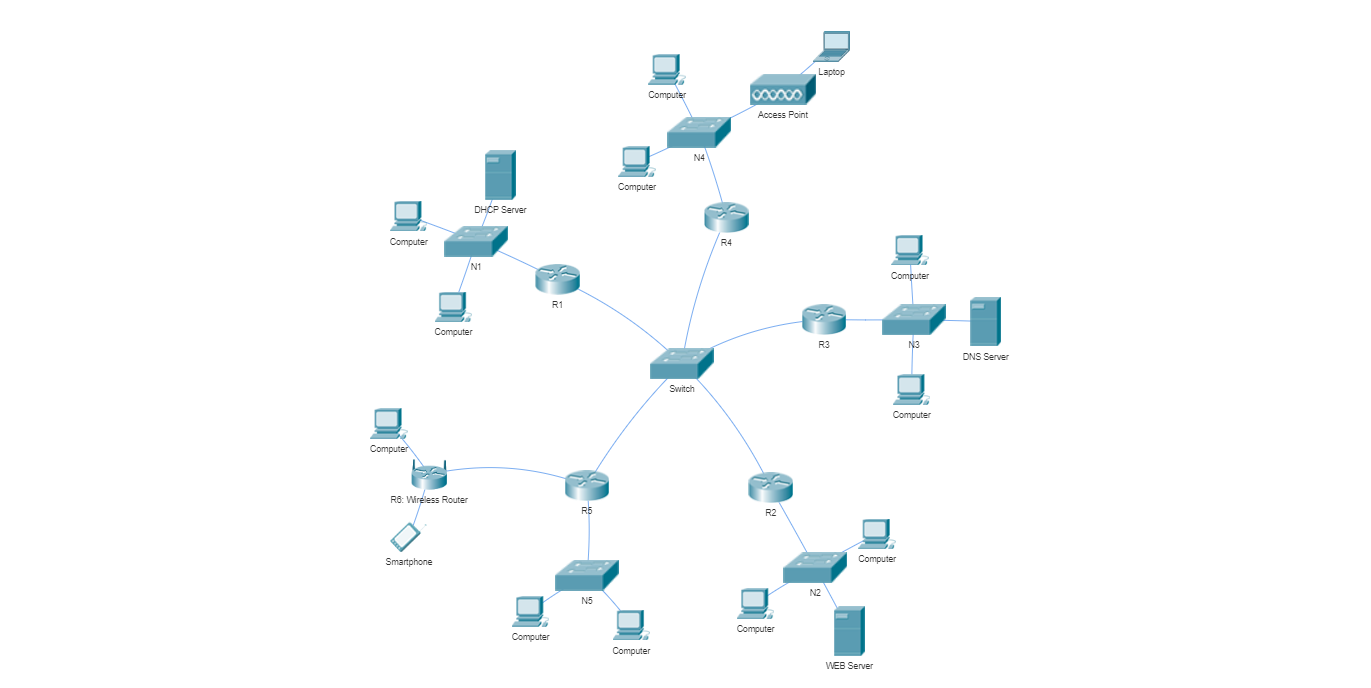 Laptop
Computer
Access Point
N4
Computer
DHCP Server
Computer
R4
N1
Computer
R1
Computer
R3
N3
DNS Server
Switch
Computer
Computer
R6: Wireless Router
R5
R2
Smartphone
Computer
N2
N5
Computer
Computer
Computer
WEB Server